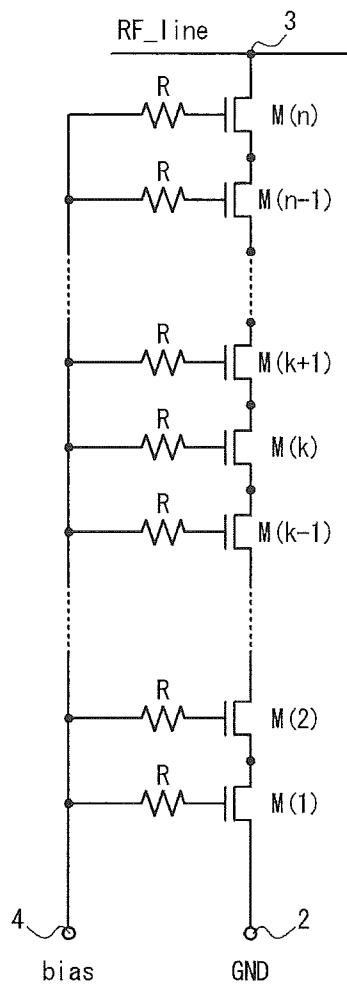 RF_line
3
R
M(n)
R
M(n-1)
R
M(k+1)
R
M(k)
R
M(k-1)
R
M(2)
R
M(1)
4
2
bias
GND